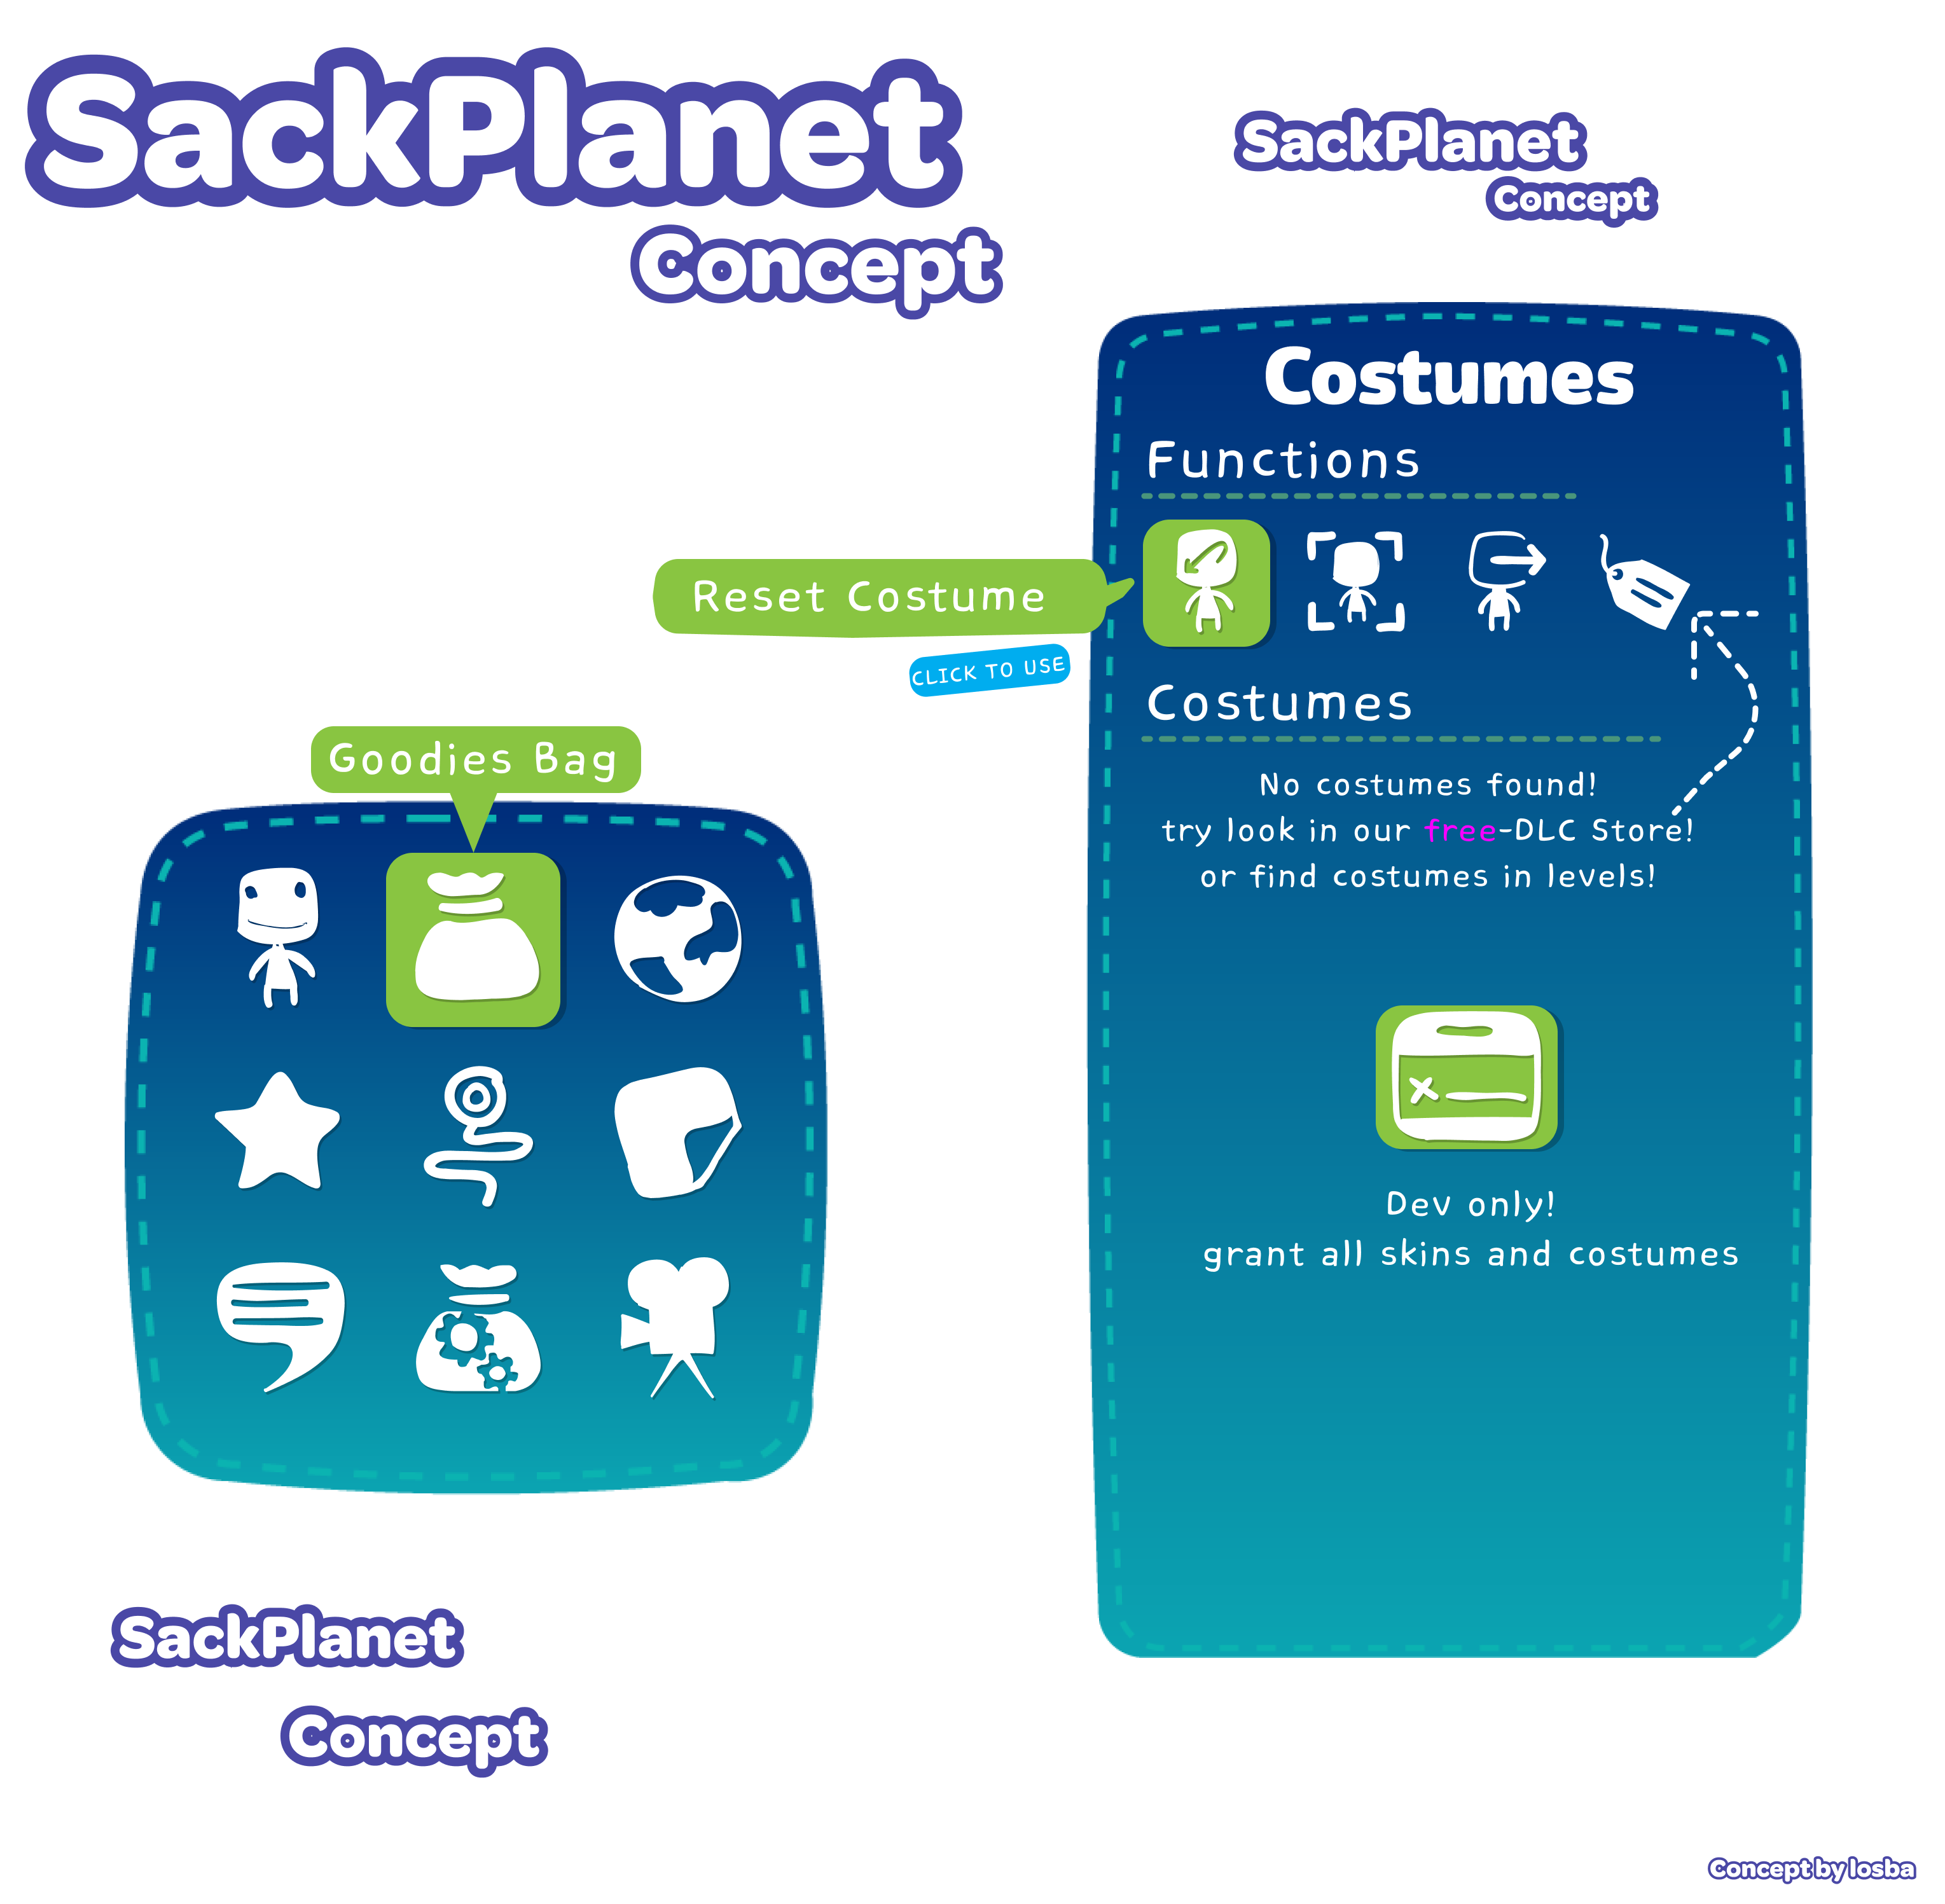 SackPlanet
Concept
SackPlanet
Concept
Costumes
Functions
Reset Costume
CLICK TO USE
Costumes
No costumes found!
try look in our free-DLC Store!
or find costumes in levels!
Dev only!
grant all skins and costumes
Goodies Bag
SackPlanet
Concept
Concept by losba